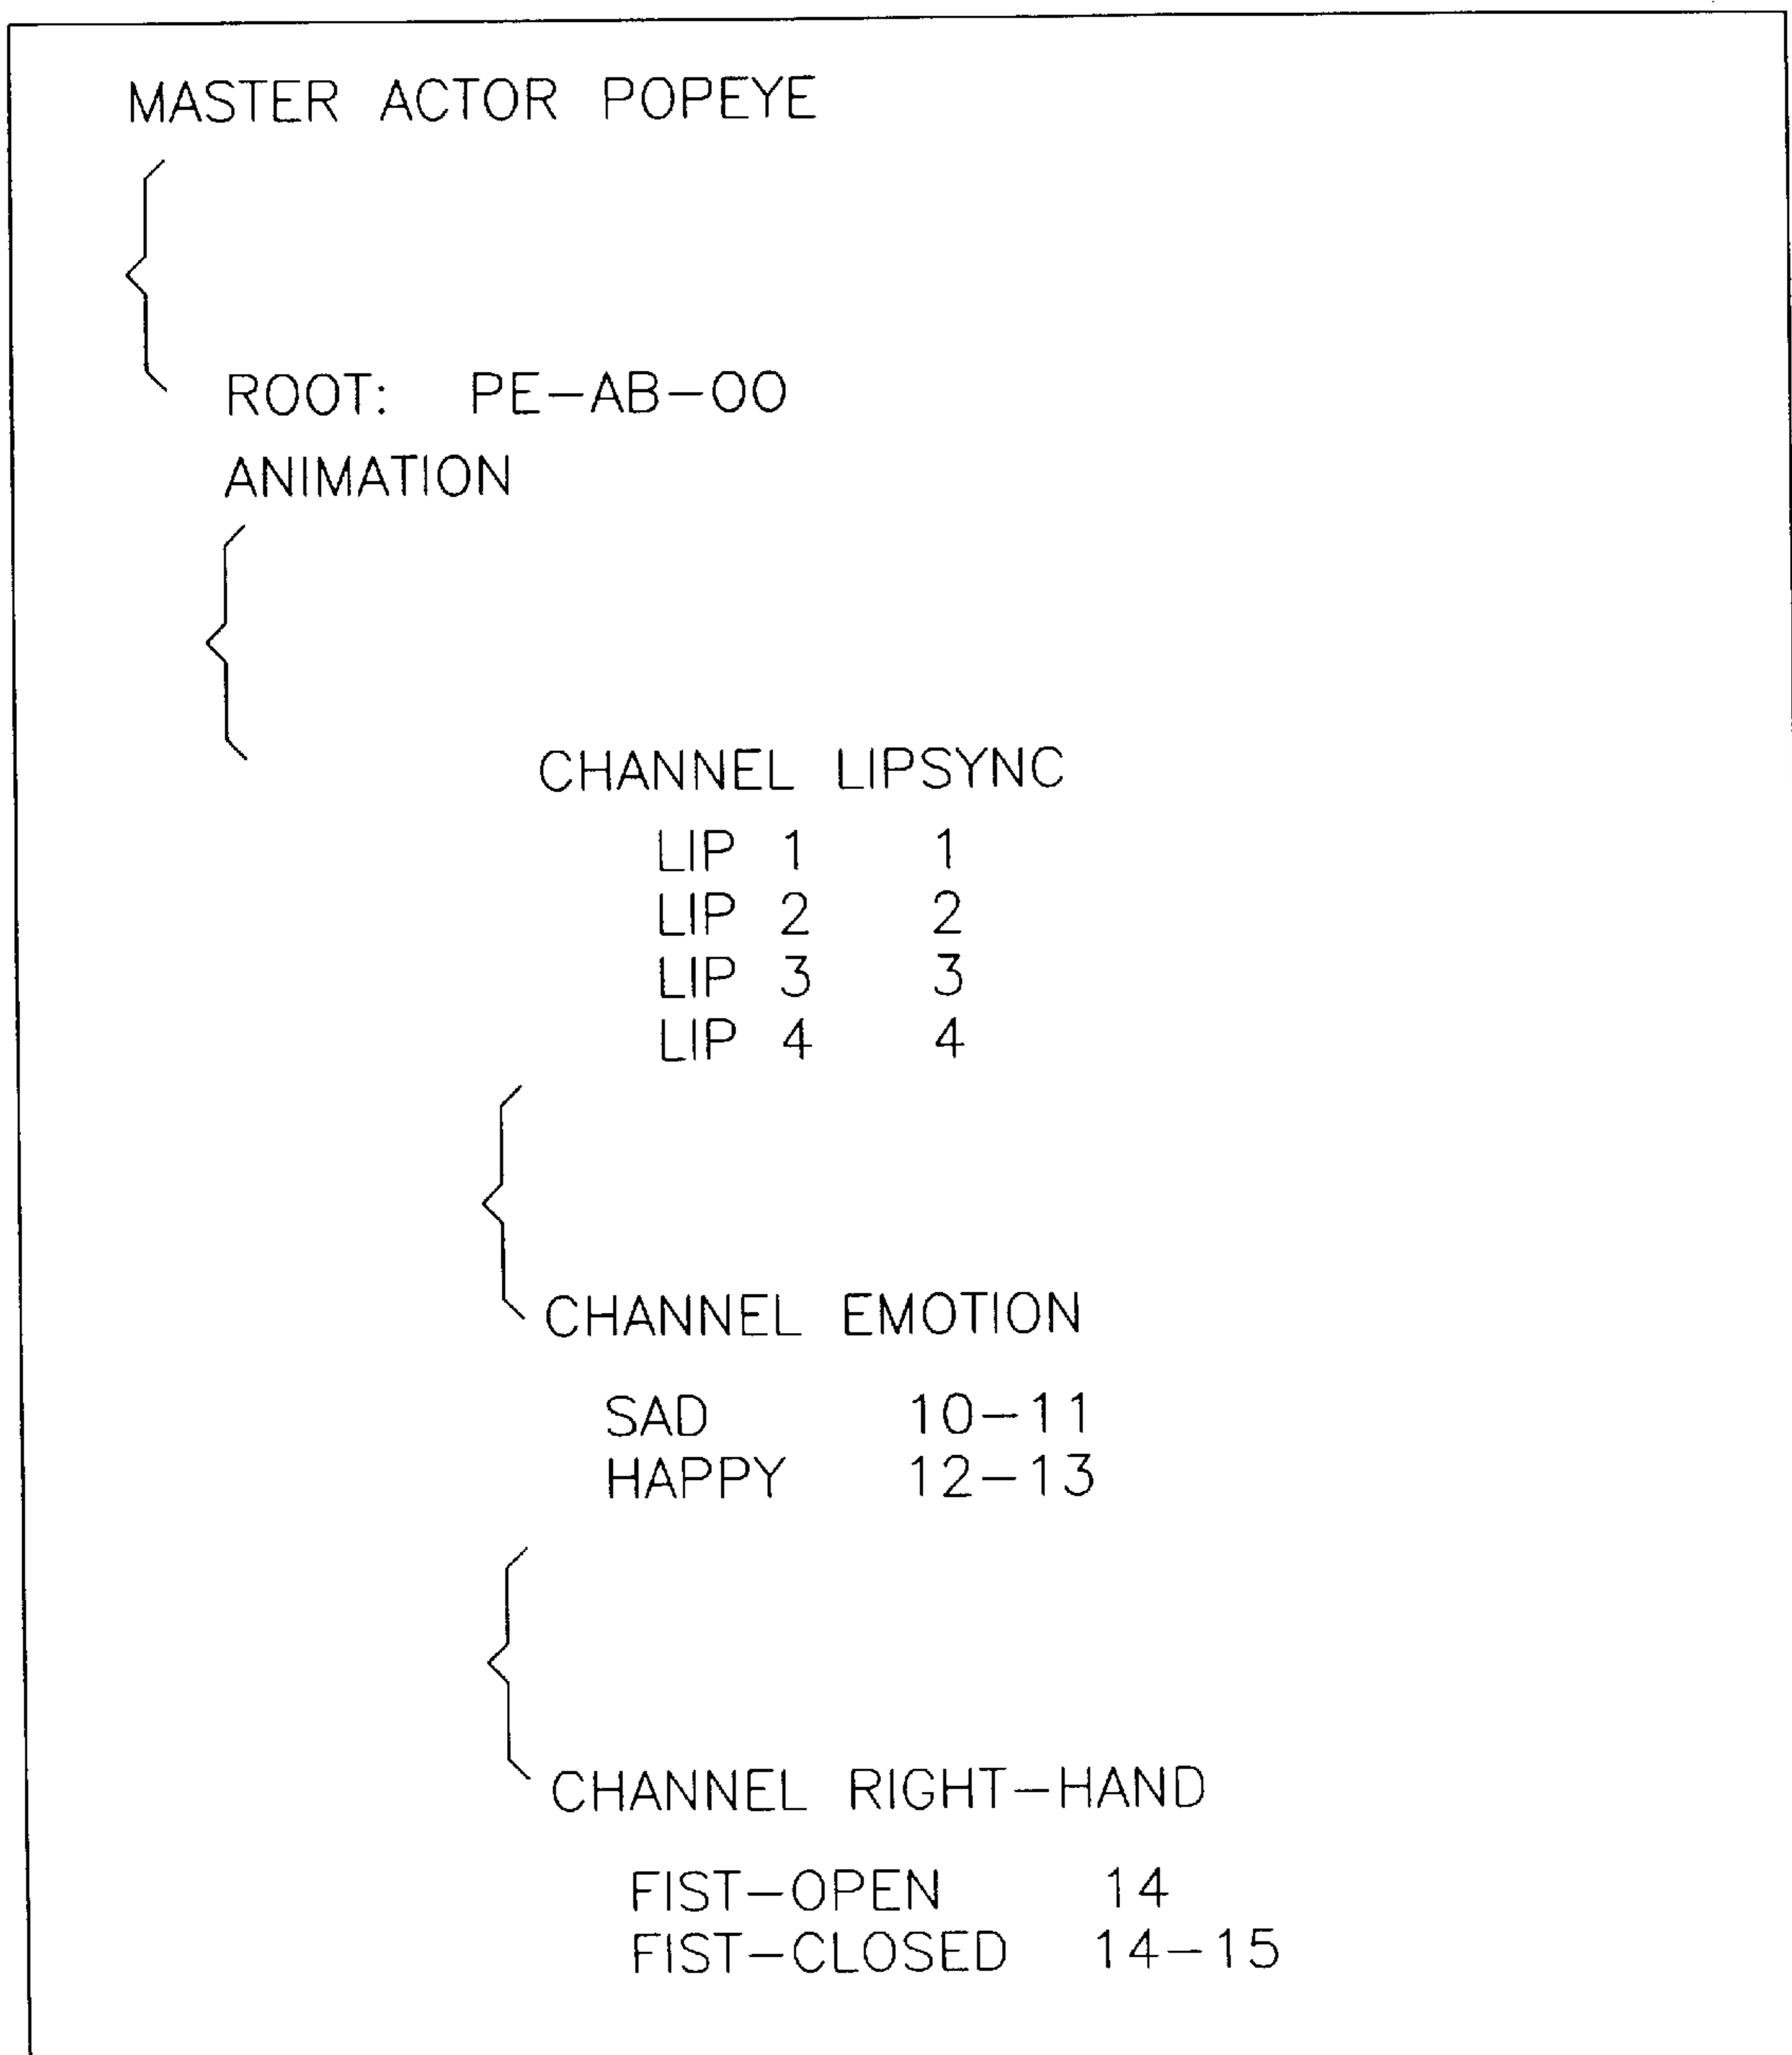 MASTER ACTOR POPEYE
ROOT: PE-AB-00
ANIMATION
CHANNEL LIPSYNC
LIP 1 1
LIP 2 2
LIP 3 3
LIP 4 4
CHANNEL EMOTION
SAD 10-11
HAPPY 12-13
CHANNEL RIGHT-HAND
FIST-OPEN 14
FIST-CLOSED 14-15